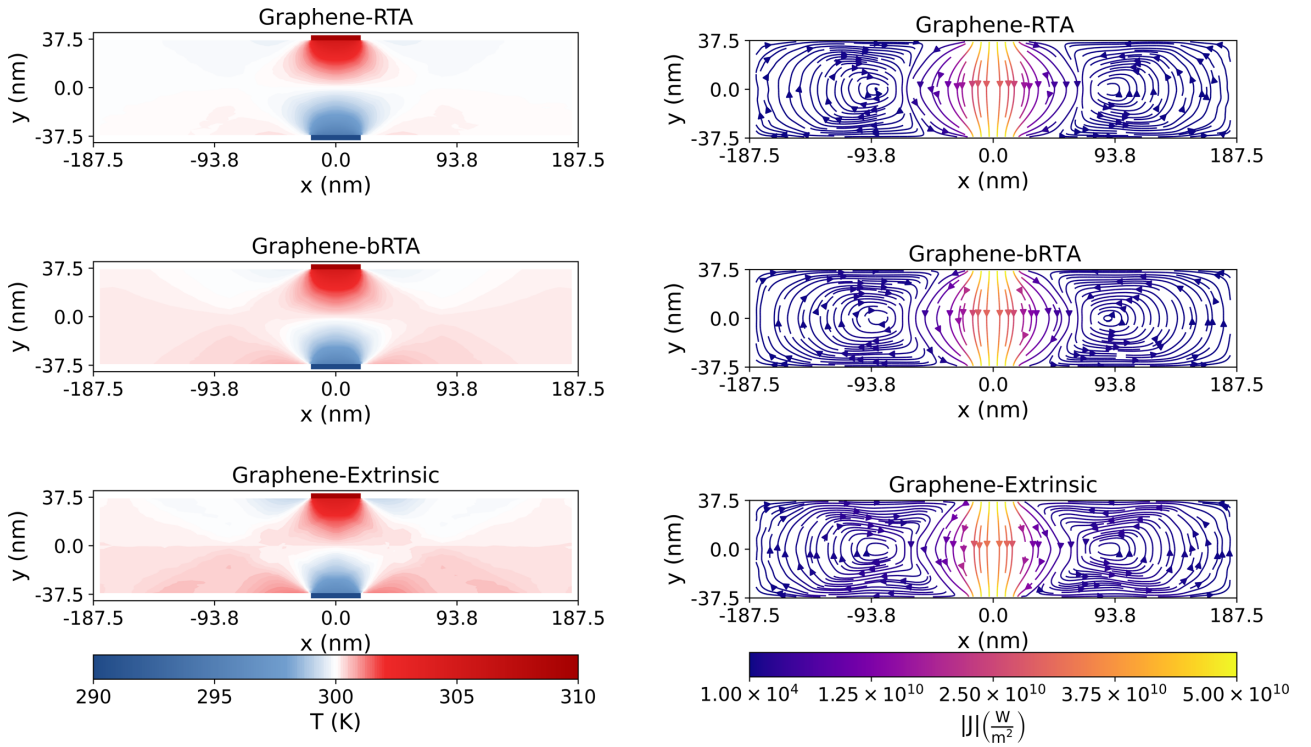 Graphene-RTA
37.5
0.0
-37.5
y (nm)
-187.5 -93.8 0.0 93.8 187.5
x (nm)
Graphene-RTA
37.5
0.0
-37.5
y (nm)
-187.5 -93.8 0.0 93.8 187.5
x (nm)
Graphene-bRTA
37.5
0.0
-37.5
y (nm)
-187.5 -93.8 0.0 93.8 187.5
x (nm)
Graphene-bRTA
37.5
0.0
-37.5
y (nm)
-187.5 -93.8 0.0 93.8 187.5
x (nm)
Graphene-Extrinsic
37.5
0.0
-37.5
y (nm)
-187.5 -93.8 0.0 93.8 187.5
x (nm)
Graphene-Extrinsic
37.5
0.0
-37.5
y (nm)
-187.5 -93.8 0.0 93.8 187.5
x (nm)
290 295 300 305 310
T (K)
1.00 × 10⁴ 1.25 × 10¹⁰ 2.50 × 10¹⁰ 3.75 × 10¹⁰ 5.00 × 10¹⁰
|J| (W/m²)